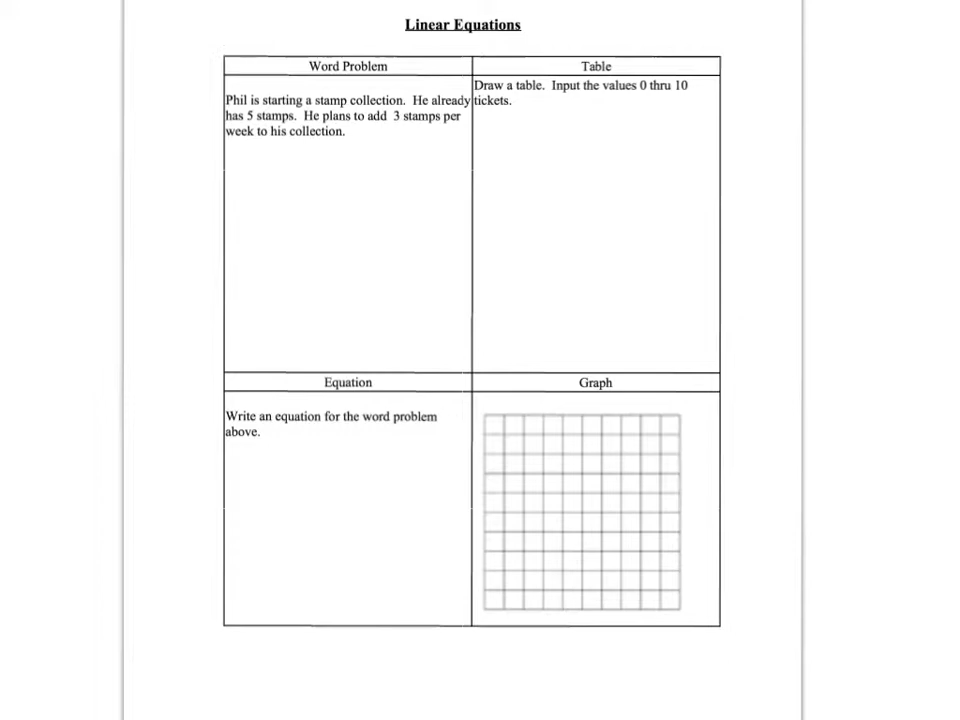 Linear Equations
Word Problem
Table
Phil is starting a stamp collection. He already
has 5 stamps. He plans to add 3 stamps per
week to his collection.
Draw a table. Input the values 0 thru 10
tickets.
Equation
Graph
Write an equation for the word problem
above.